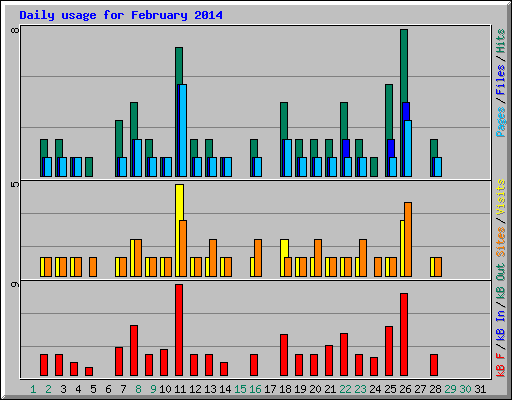 Daily usage for February 2014
8
Pages / Files / Hits
5
Sites / Visits
9
kB F / kB In / kB Out
1 2 3 4 5 6 7 8 9 10 11 12 13 14 15 16 17 18 19 20 21 22 23 24 25 26 27 28 29 30 31